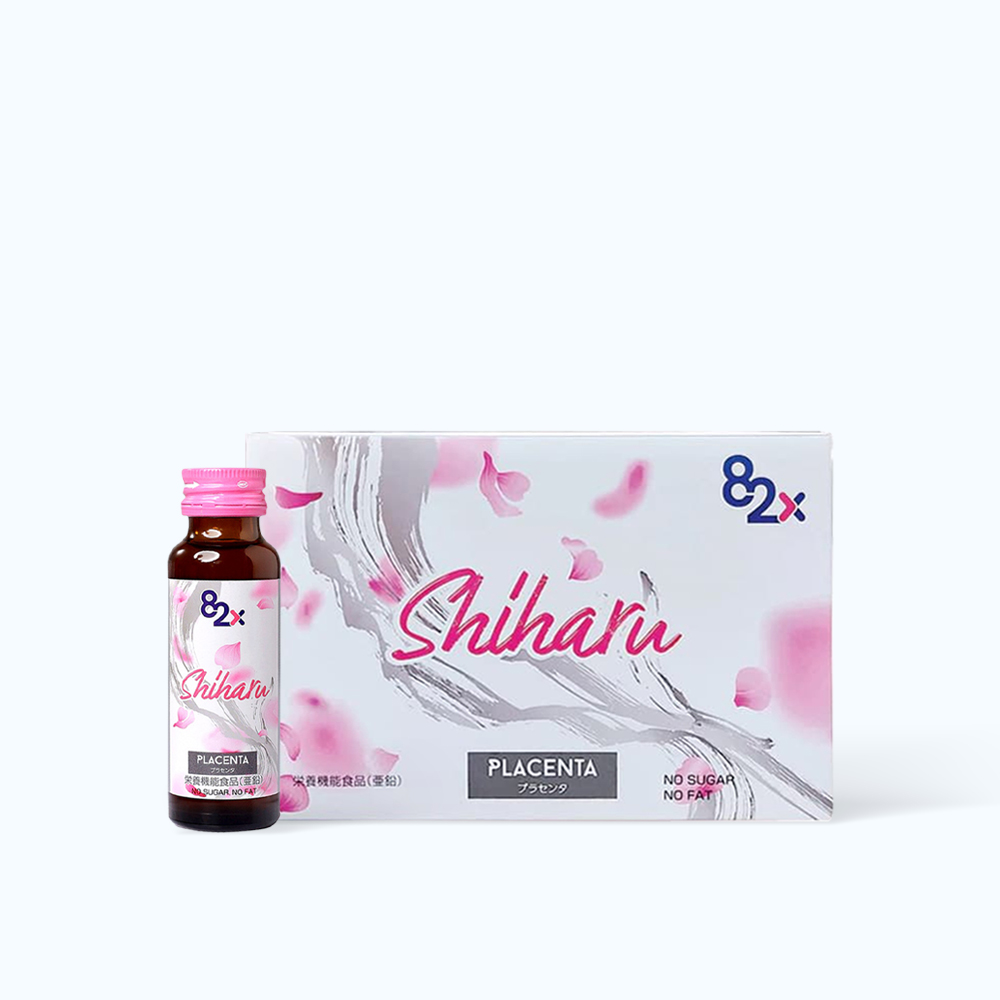 82x
Shiharu
PLACENTA
プラセンタ
栄養機能食品(亜鉛)
NO SUGAR, NO FAT
82x
Shiharu
PLACENTA
プラセンタ
栄養機能食品(亜鉛)
NO SUGAR
NO FAT